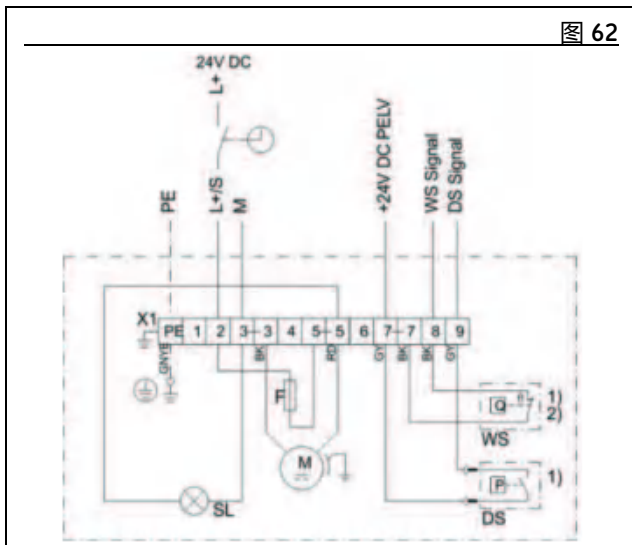 图 62
24V DC
L+
PE
L+/S
M
+24V DC PELV
WS Signal
DS Signal
X1
PE 1 2 3 3 4 5 5 6 7 7 8 9
GNYE
BK
RD
GY
BK
BK
GY
F
M
SL
Q
1)
2)
WS
P
1)
DS